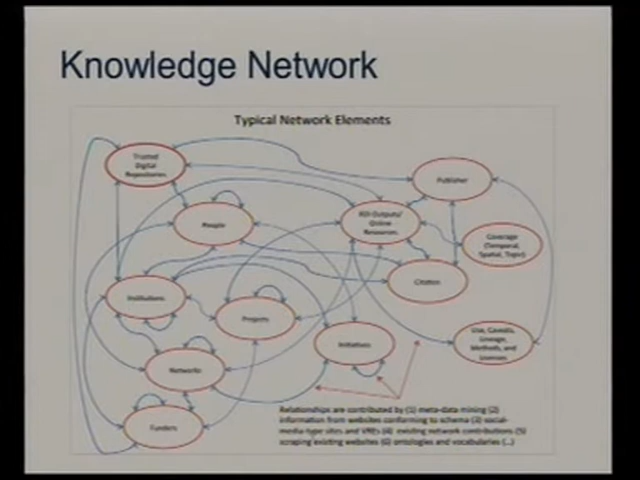 Knowledge Network
Typical Network Elements
Trusted
Digital
Repositories
Publisher
People
RDI Outputs/
Online
Resources
Coverage
(Temporal,
Spatial, Topic)
Citation
Institutions
Projects
Initiatives
Use, Caveats,
Lineage,
Methods, and
Licenses
Networks
Funders
Relationships are contributed by (1) meta-data mining (2)
information from websites conforming to schema (3) social-
media type sites and VREs (4) existing network contributions (5)
scraping existing websites (6) ontologies and vocabularies (...)